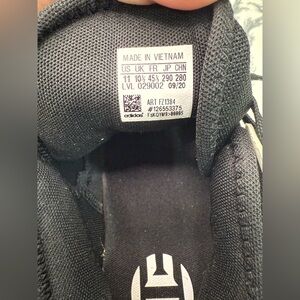 MADE IN VIETNAM
US UK FR JP CHN
11 10½ 45⅓ 290 280
LVL 029002 09/20
ART FZ1384
#126553375
adidas